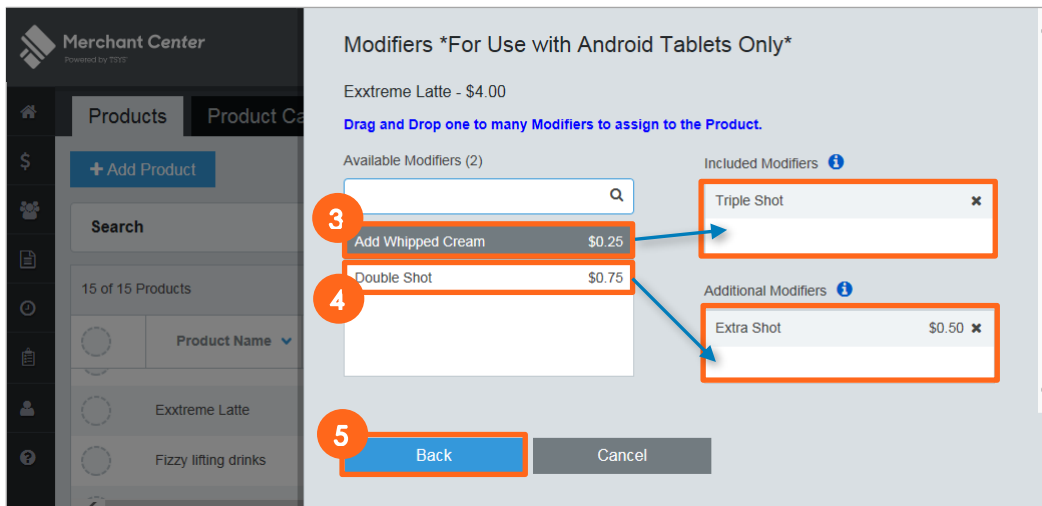 Merchant Center
Powered by TSYS
Products
Product Ca
+ Add Product
Search
15 of 15 Products
Product Name
Exxtreme Latte
Fizzy lifting drinks
Modifiers *For Use with Android Tablets Only*
Exxtreme Latte - $4.00
Drag and Drop one to many Modifiers to assign to the Product.
Available Modifiers (2)
3
Add Whipped Cream $0.25
4
Double Shot $0.75
Included Modifiers
Triple Shot
Additional Modifiers
Extra Shot $0.50
5
Back
Cancel